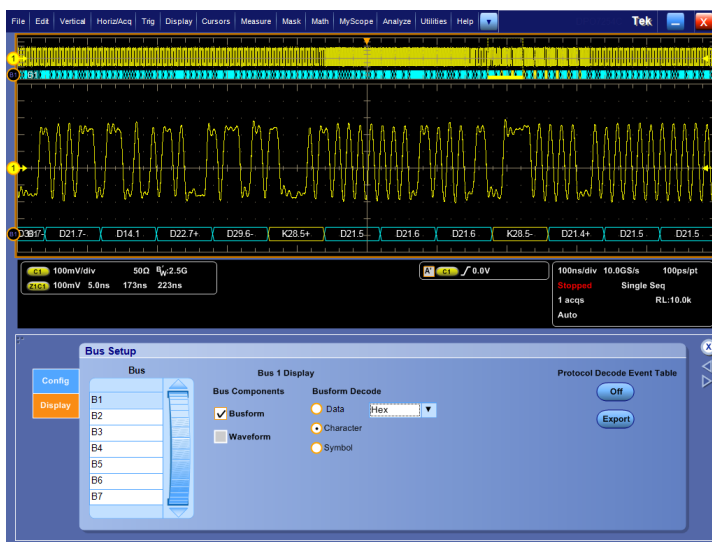 File Edit Vertical Horiz/Acq Trig Display Cursors Measure Mask Math MyScope Analyze Utilities Help Tek X
1
B1 B1
1
B1 D21.7- D14.1 D22.7+ D29.6- K28.5+ D21.5 D21.6 D21.6 K28.5- D21.4+ D21.5 D21.5
C1 100mV/div 50Ω BW:2.5G
Z1C1 100mV 5.0ns 173ns 223ns
A' C1 0.0V
100ns/div 10.0GS/s 100ps/pt
Stopped Single Seq
1 acqs RL:10.0k
Auto
Bus Setup
X
Config
Display
Bus
B1
B2
B3
B4
B5
B6
B7
Bus 1 Display
Bus Components
Busform
Waveform
Busform Decode
Data Hex
Character
Symbol
Protocol Decode Event Table
Off
Export